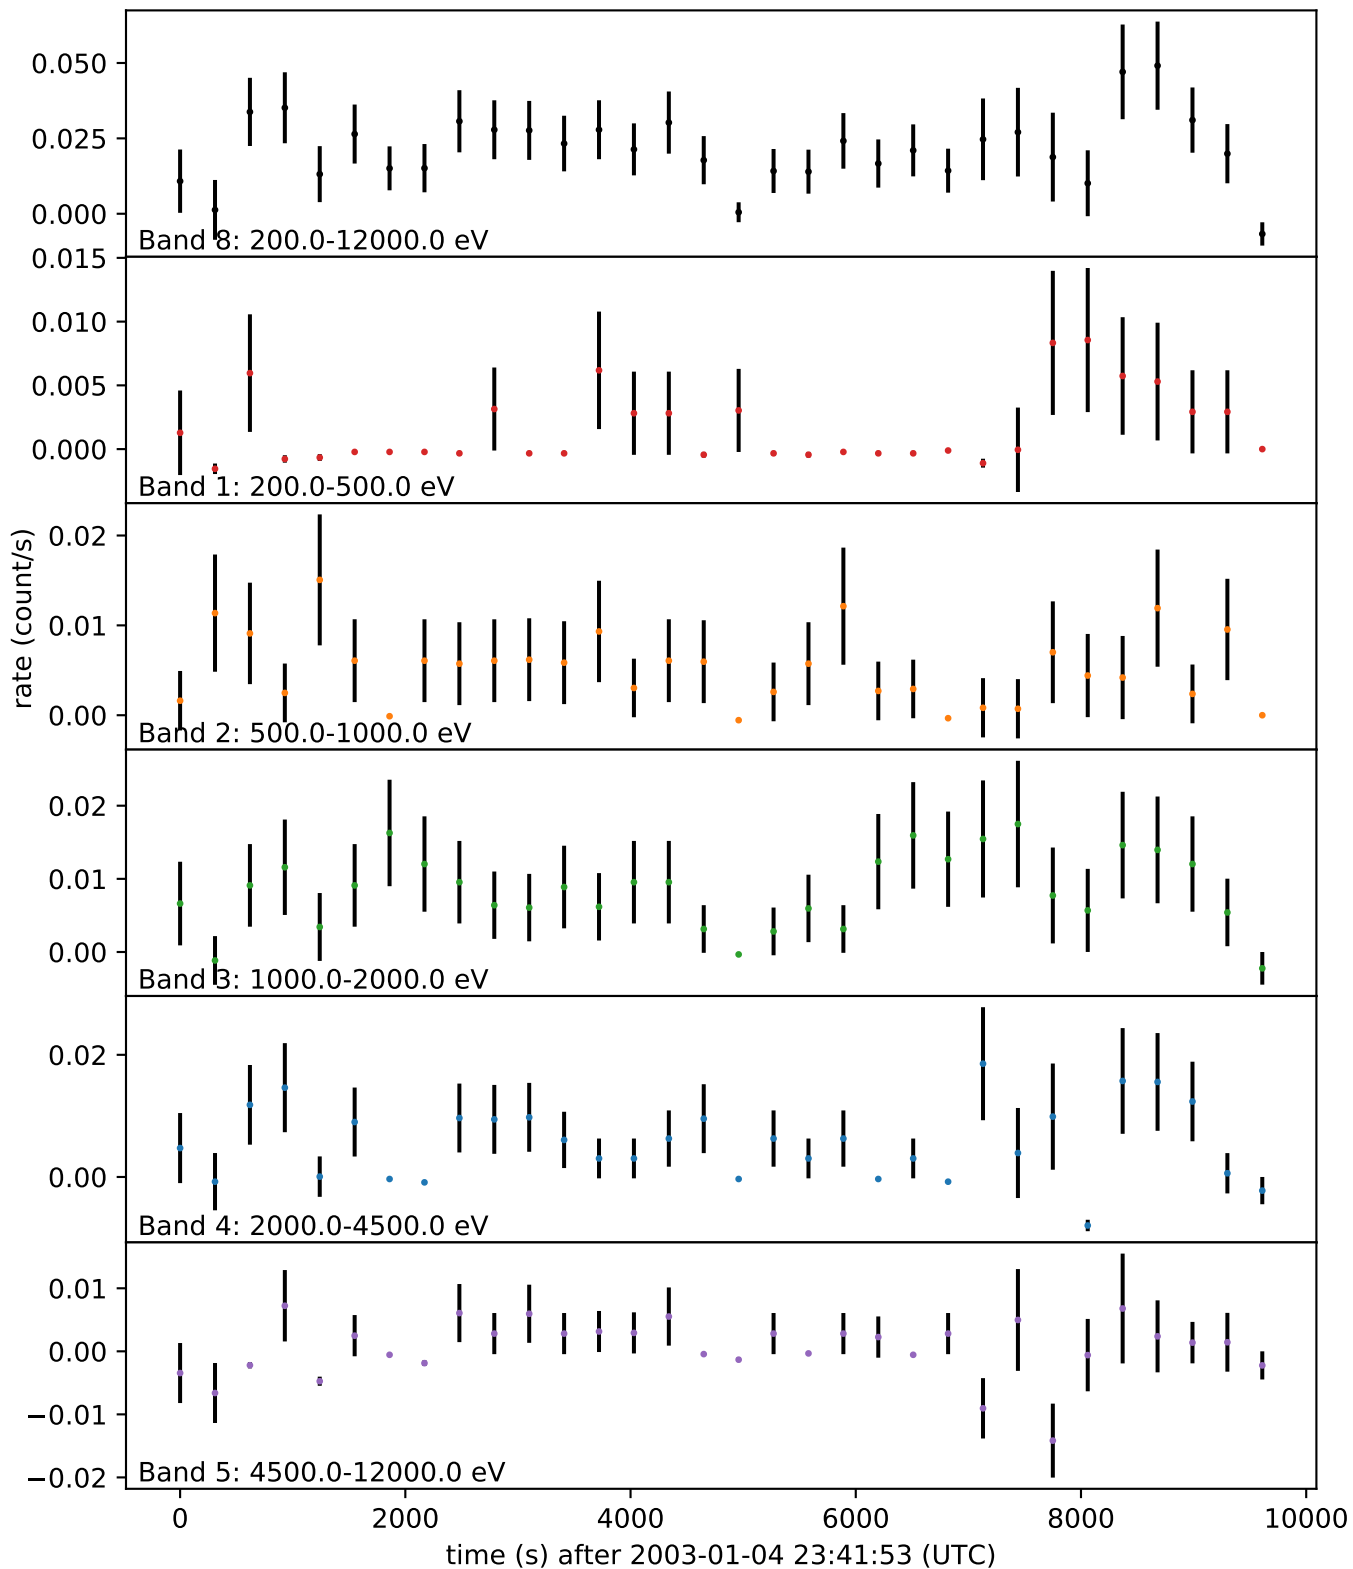 0.050
0.025
0.000
Band 8: 200.0-12000.0 eV
0.015
0.010
0.005
0.000
Band 1: 200.0-500.0 eV
rate (count/s)
0.02
0.01
0.00
Band 2: 500.0-1000.0 eV
0.02
0.01
0.00
Band 3: 1000.0-2000.0 eV
0.02
0.00
Band 4: 2000.0-4500.0 eV
0.01
0.00
−0.01
−0.02
Band 5: 4500.0-12000.0 eV
0 2000 4000 6000 8000 10000
time (s) after 2003-01-04 23:41:53 (UTC)